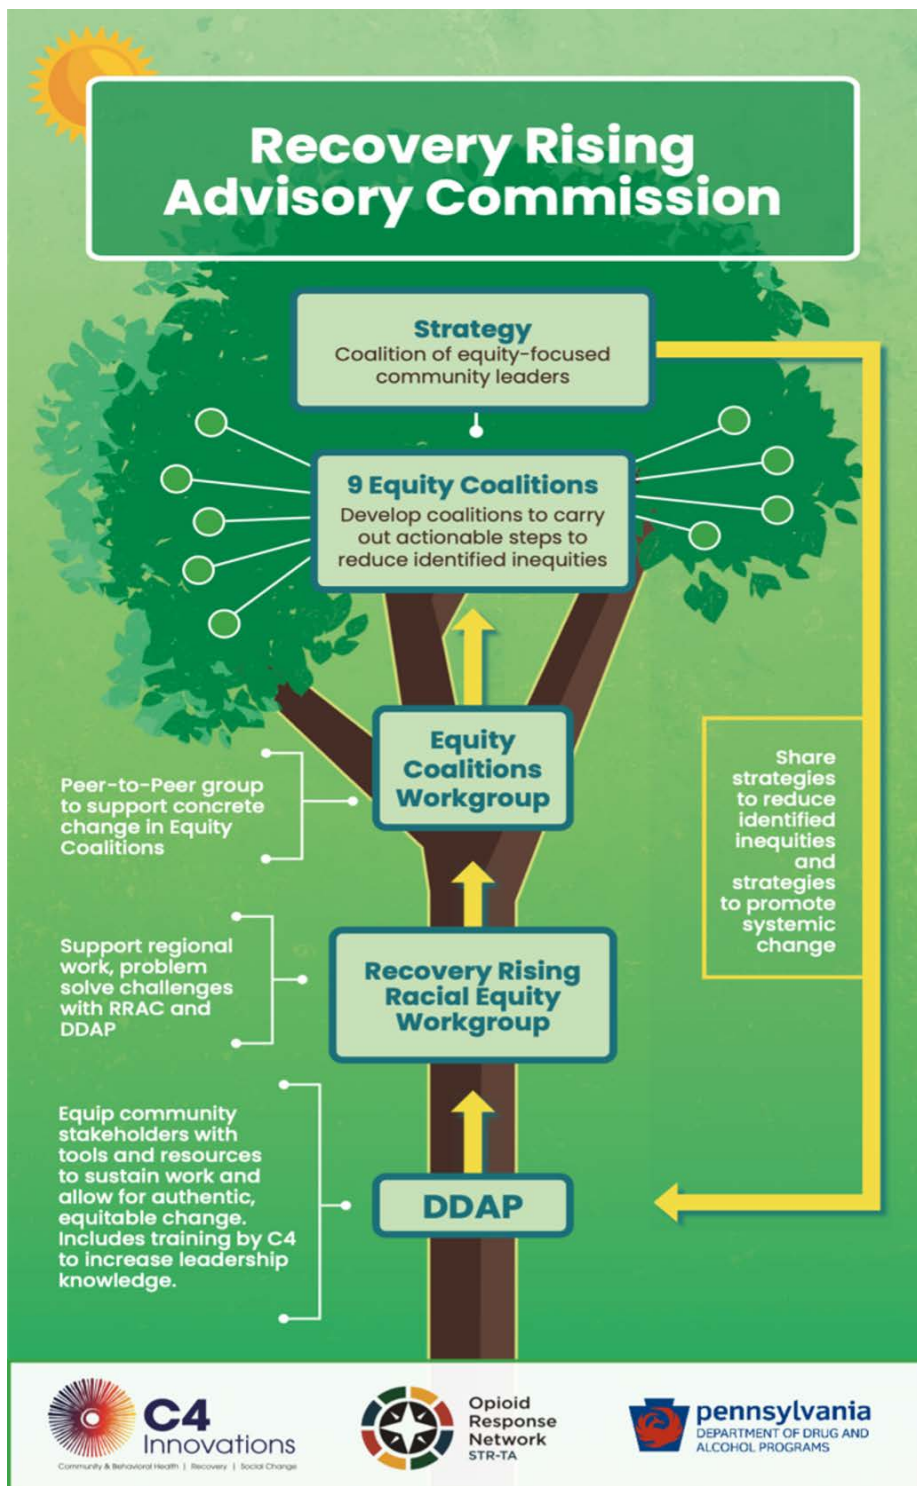 Recovery Rising
Advisory Commission
Strategy
Coalition of equity-focused
community leaders
9 Equity Coalitions
Develop coalitions to carry
out actionable steps to
reduce identified inequities
Equity
Coalitions
Workgroup
Peer-to-Peer group
to support concrete
change in Equity
Coalitions
Share
strategies
to reduce
identified
inequities
and
strategies
to promote
systemic
change
Recovery Rising
Racial Equity
Workgroup
Support regional
work, problem
solve challenges
with RRAC and
DDAP
DDAP
Equip community
stakeholders with
tools and resources
to sustain work and
allow for authentic,
equitable change.
Includes training by C4
to increase leadership
knowledge.
C4
Innovations
Community & Behavioral Health | Recovery | Social Change
Opioid
Response
Network
STR-TA
pennsylvania
DEPARTMENT OF DRUG AND
ALCOHOL PROGRAMS